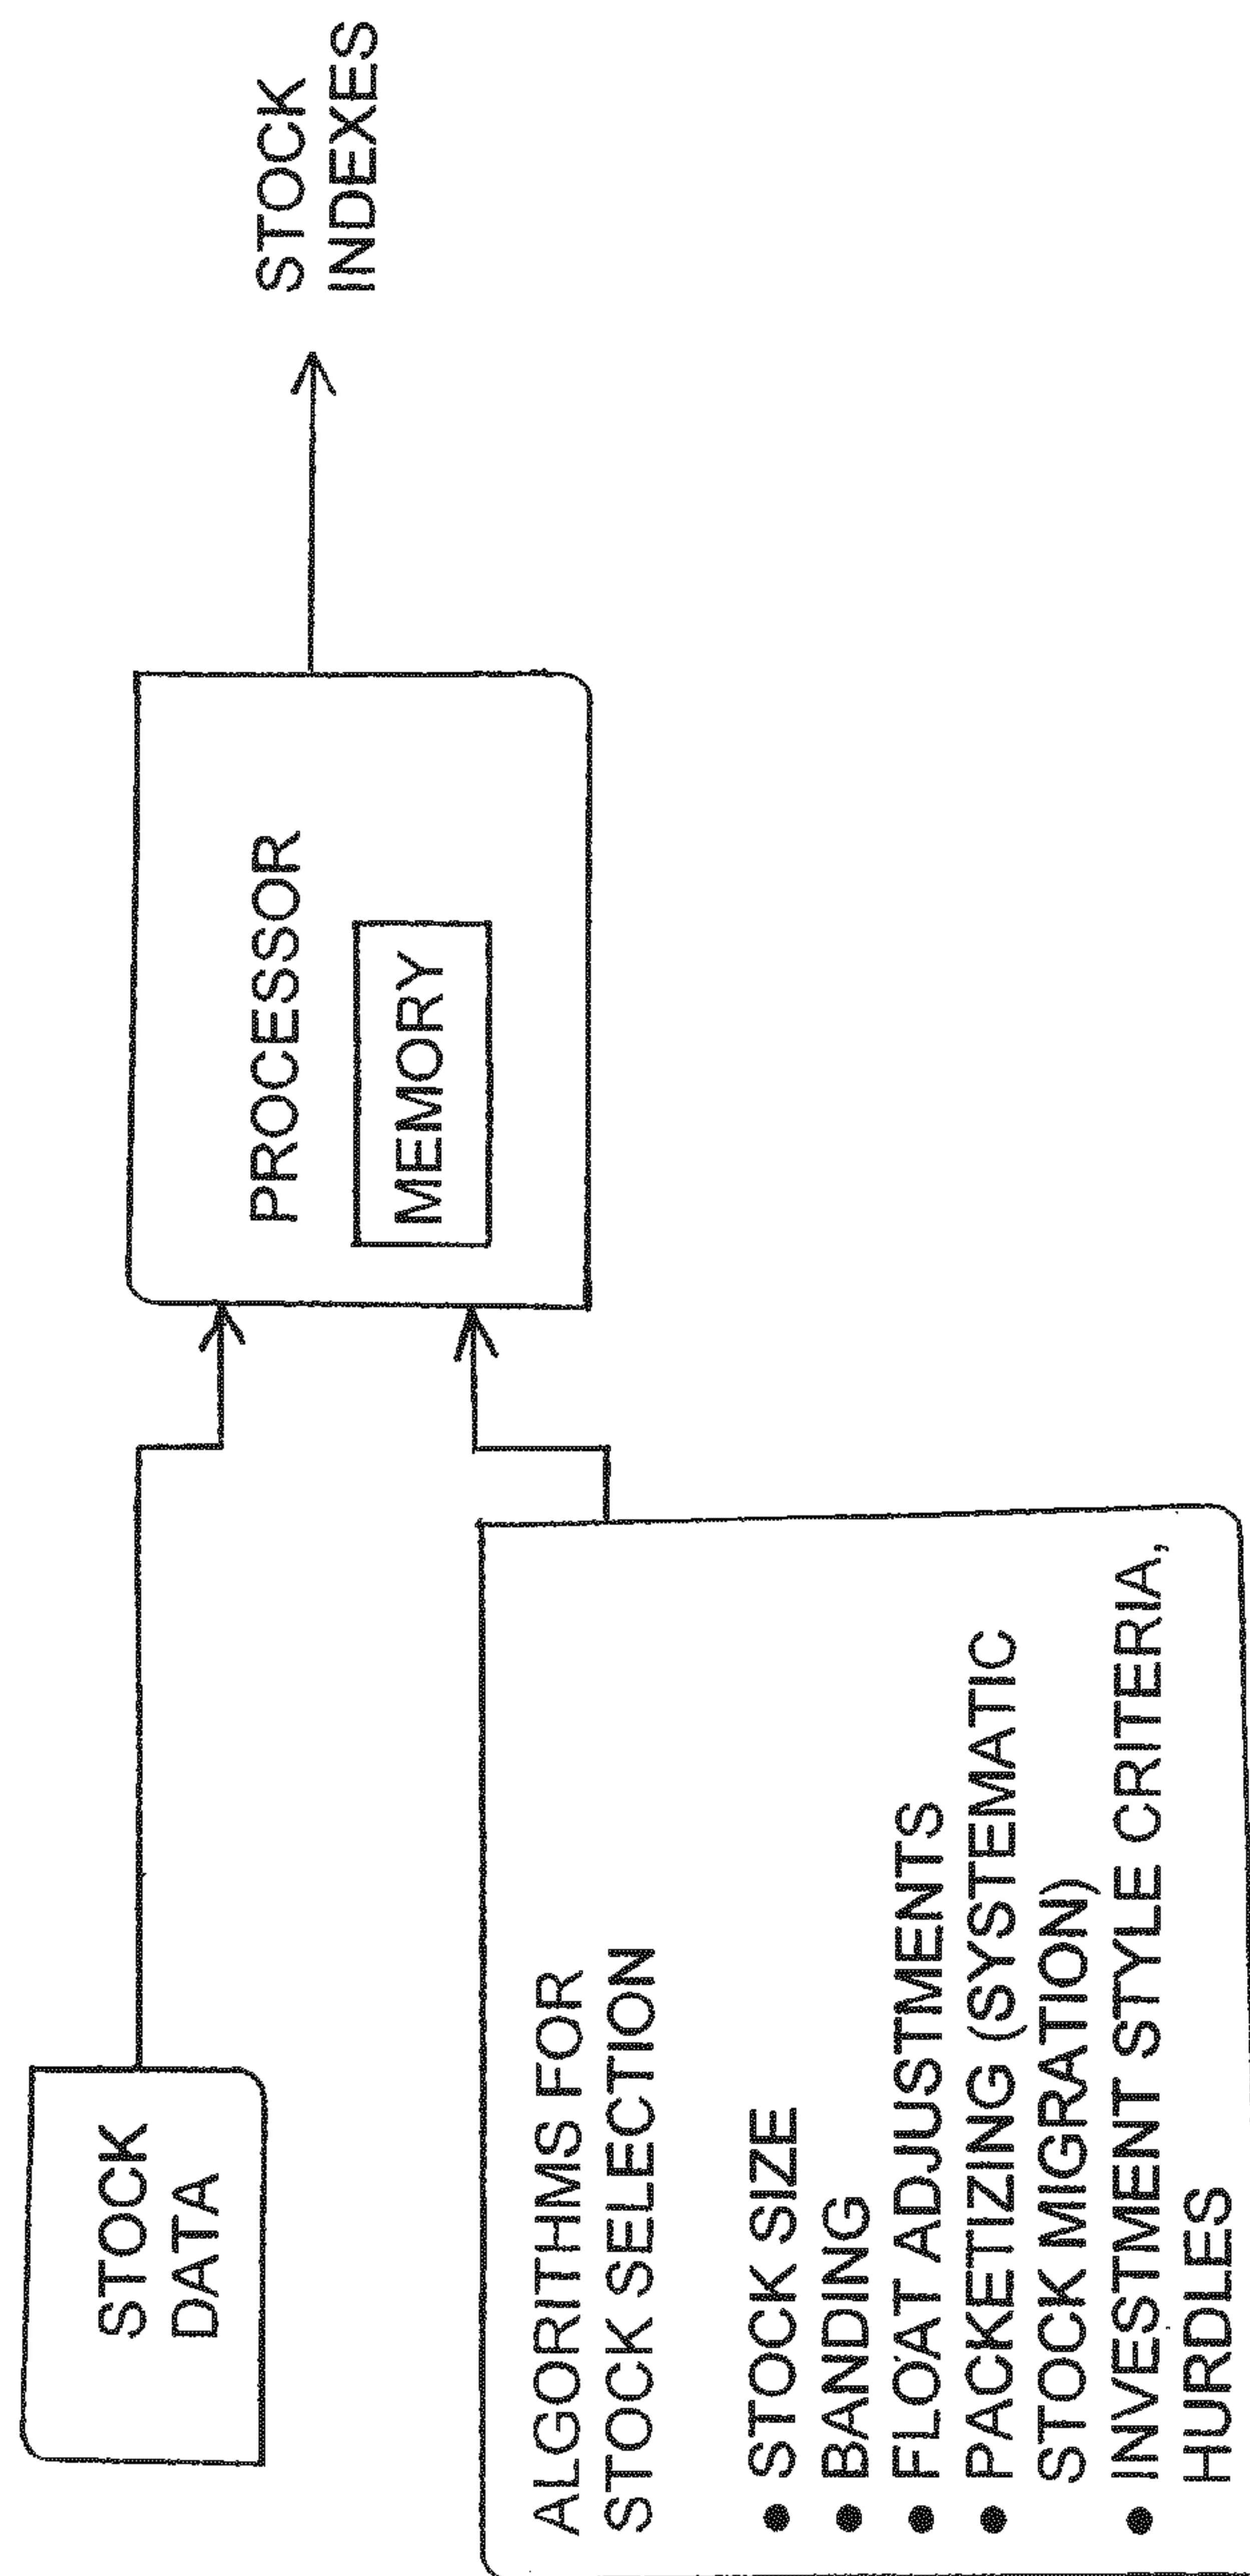 STOCK
DATA
ALGORITHMS FOR
STOCK SELECTION
● STOCK SIZE
● BANDING
● FLOAT ADJUSTMENTS
● PACKETIZING (SYSTEMATIC
STOCK MIGRATION)
● INVESTMENT STYLE CRITERIA,
HURDLES
PROCESSOR
MEMORY
STOCK
INDEXES